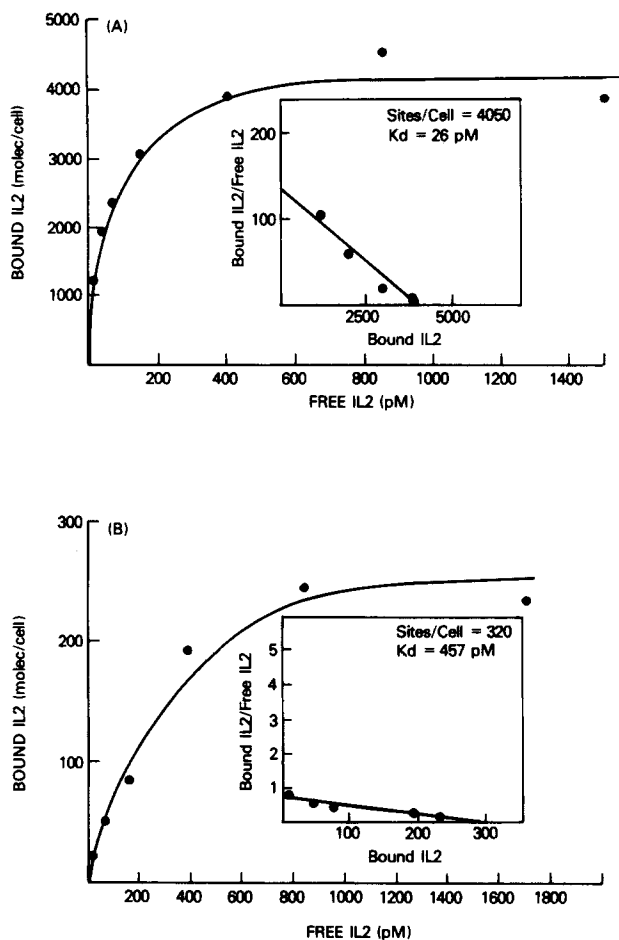 (A)
5000
4000
3000
2000
1000
BOUND IL2 (molec/cell)
200 400 600 800 1000 1200 1400
FREE IL2 (pM)
Sites/Cell = 4050
Kd = 26 pM
200
100
Bound IL2/Free IL2
2500 5000
Bound IL2
(B)
300
200
100
BOUND IL2 (molec/cell)
200 400 600 800 1000 1200 1400 1600 1800
FREE IL2 (pM)
Sites/Cell = 320
Kd = 457 pM
5
4
3
2
1
Bound IL2/Free IL2
100 200 300
Bound IL2